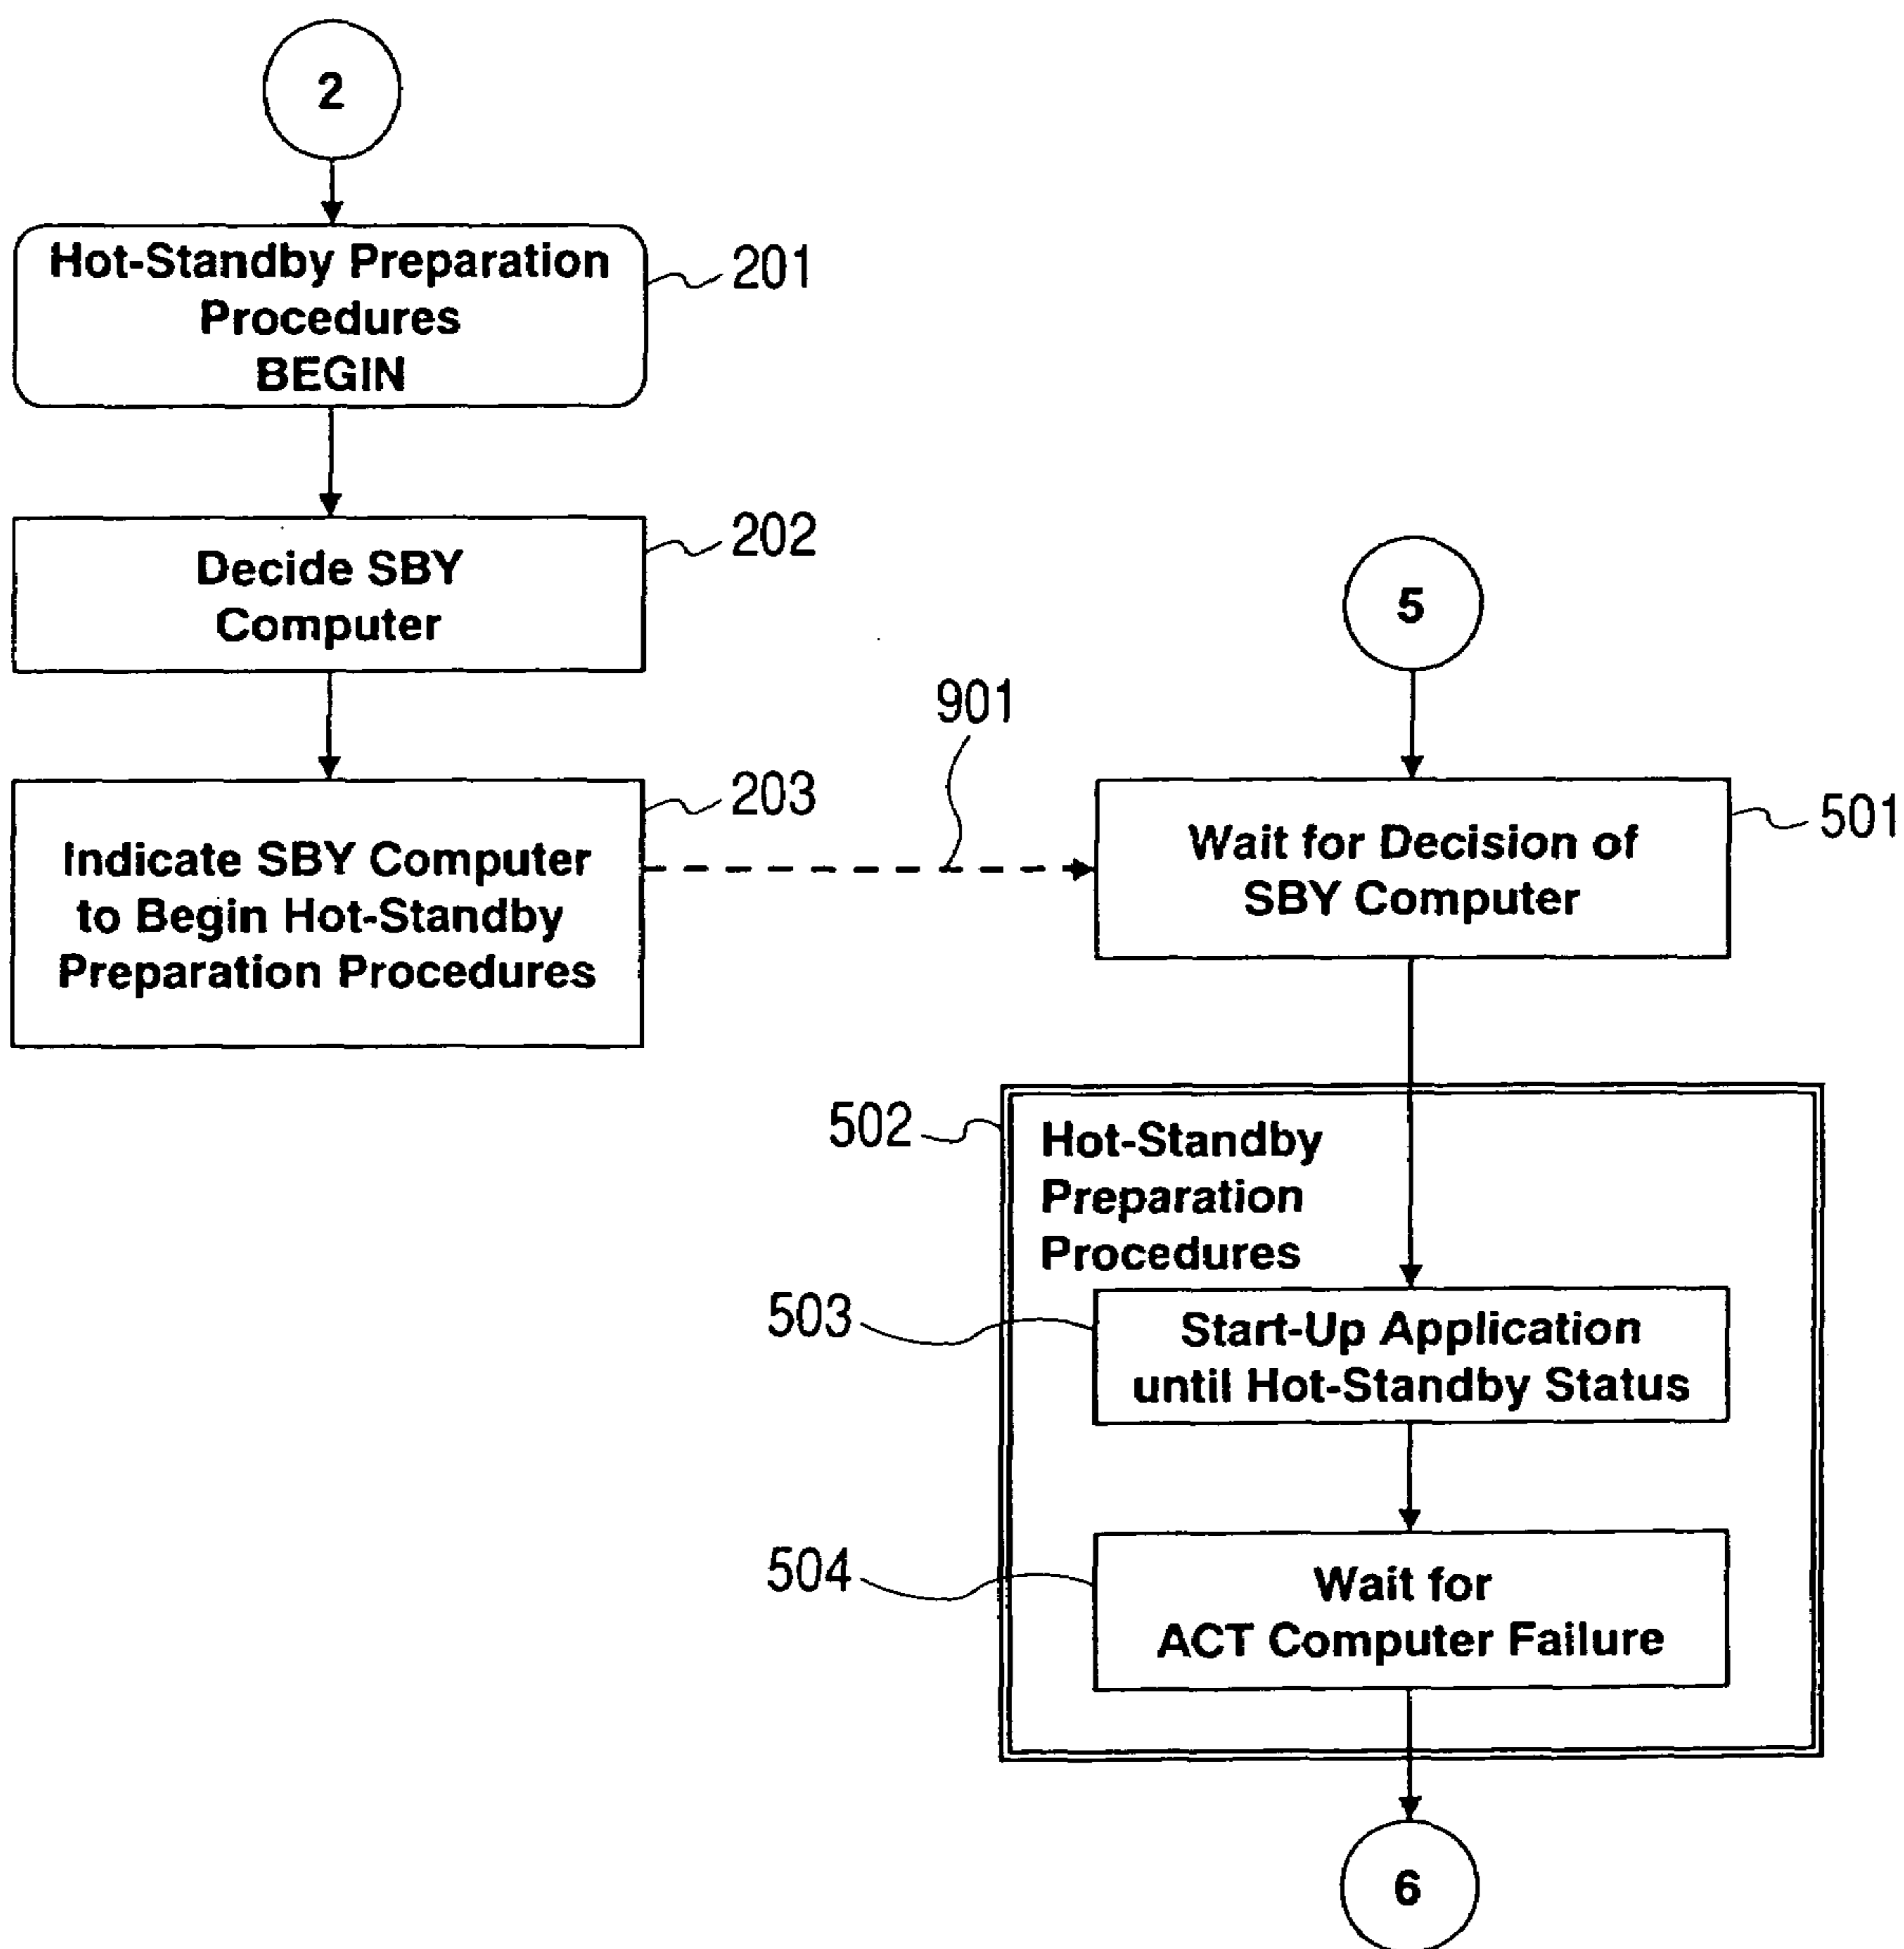 2
Hot-Standby Preparation
Procedures
BEGIN
201
Decide SBY
Computer
202
Indicate SBY Computer
to Begin Hot-Standby
Preparation Procedures
203
901
5
Wait for Decision of
SBY Computer
501
502
Hot-Standby
Preparation
Procedures
503
Start-Up Application
until Hot-Standby Status
504
Wait for
ACT Computer Failure
6